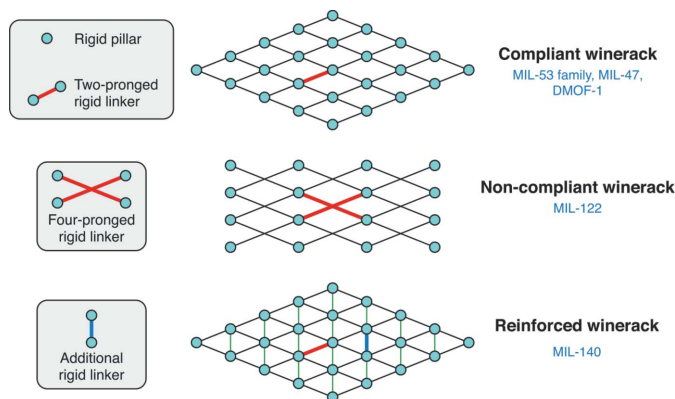 Rigid pillar
Two-pronged
rigid linker
Compliant winerack
MIL-53 family, MIL-47,
DMOF-1
Four-pronged
rigid linker
Non-compliant winerack
MIL-122
Additional
rigid linker
Reinforced winerack
MIL-140